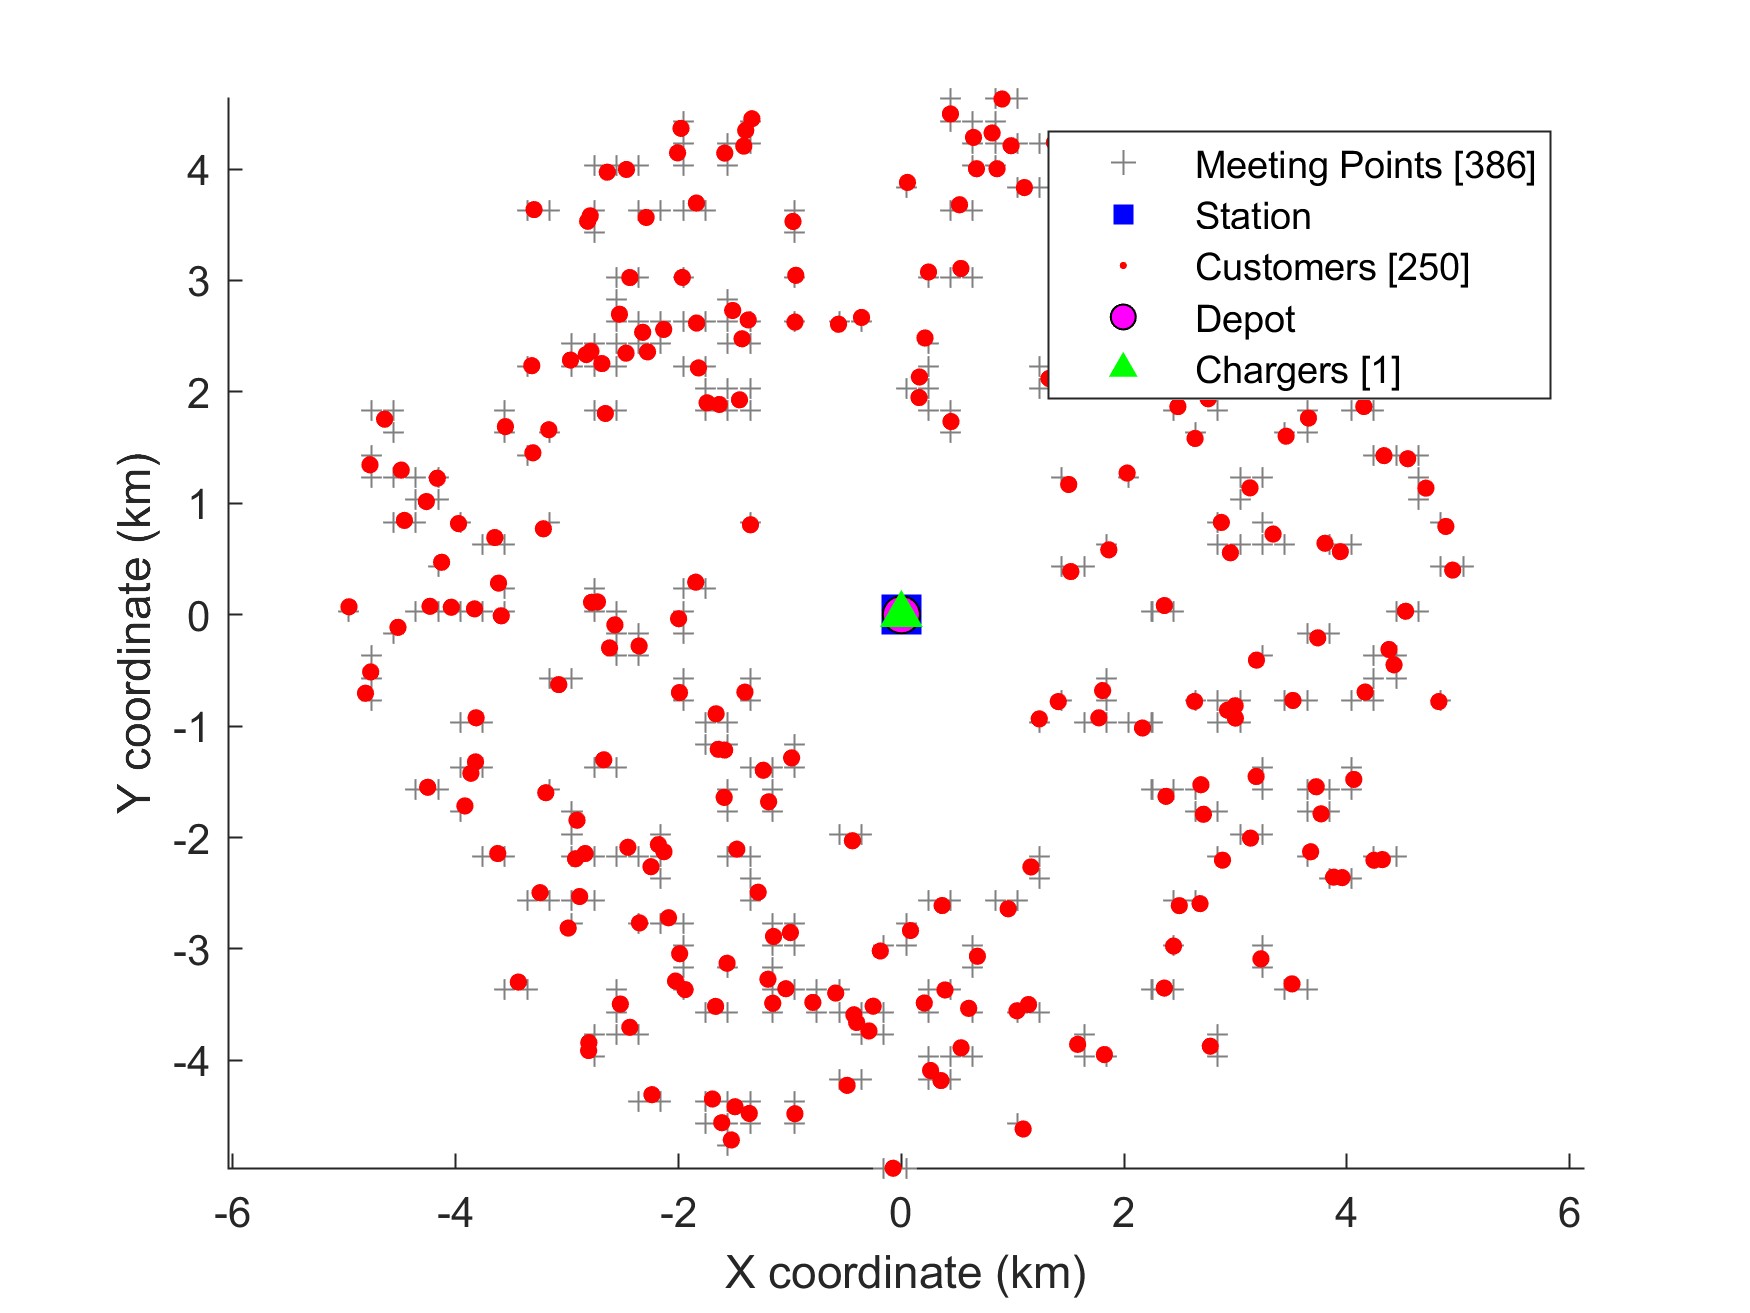 Meeting Points [386]
Station
Customers [250]
Depot
Chargers [1]
4
3
2
1
0
-1
-2
-3
-4
Y coordinate (km)
-6 -4 -2 0 2 4 6
X coordinate (km)